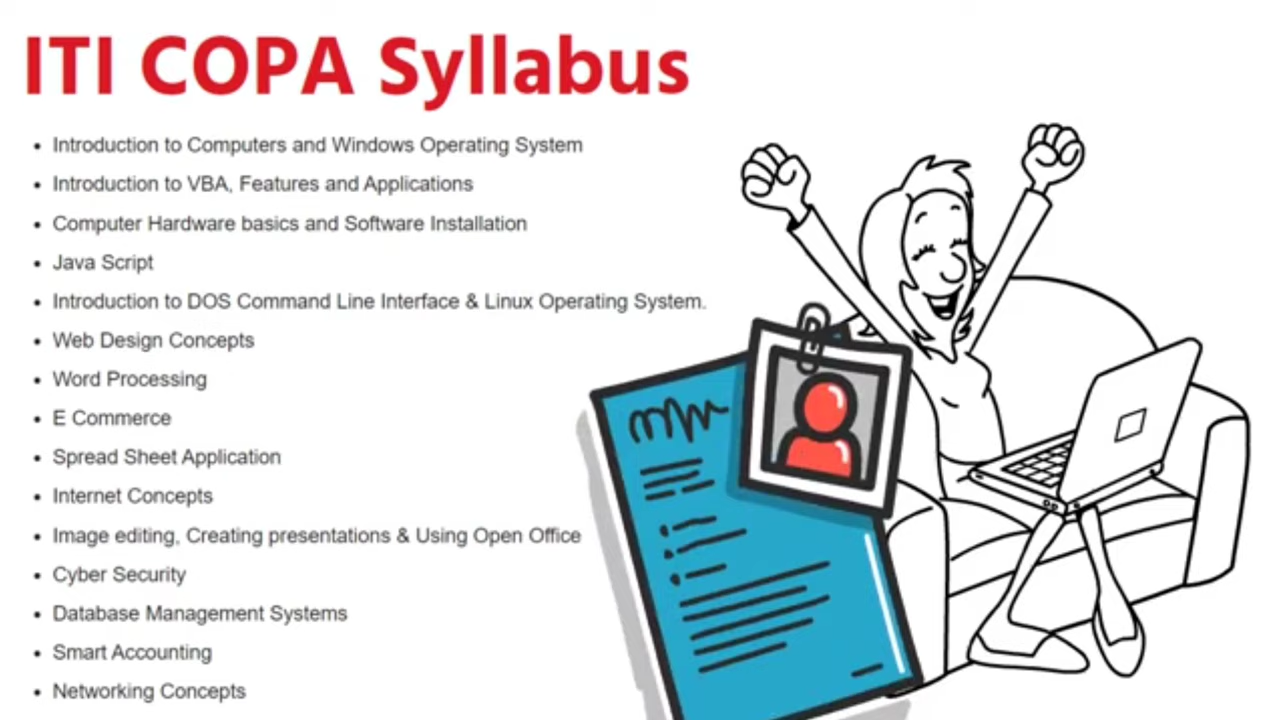 ITI COPA Syllabus
• Introduction to Computers and Windows Operating System
• Introduction to VBA, Features and Applications
• Computer Hardware basics and Software Installation
• Java Script
• Introduction to DOS Command Line Interface & Linux Operating System.
• Web Design Concepts
• Word Processing
• E Commerce
• Spread Sheet Application
• Internet Concepts
• Image editing, Creating presentations & Using Open Office
• Cyber Security
• Database Management Systems
• Smart Accounting
• Networking Concepts